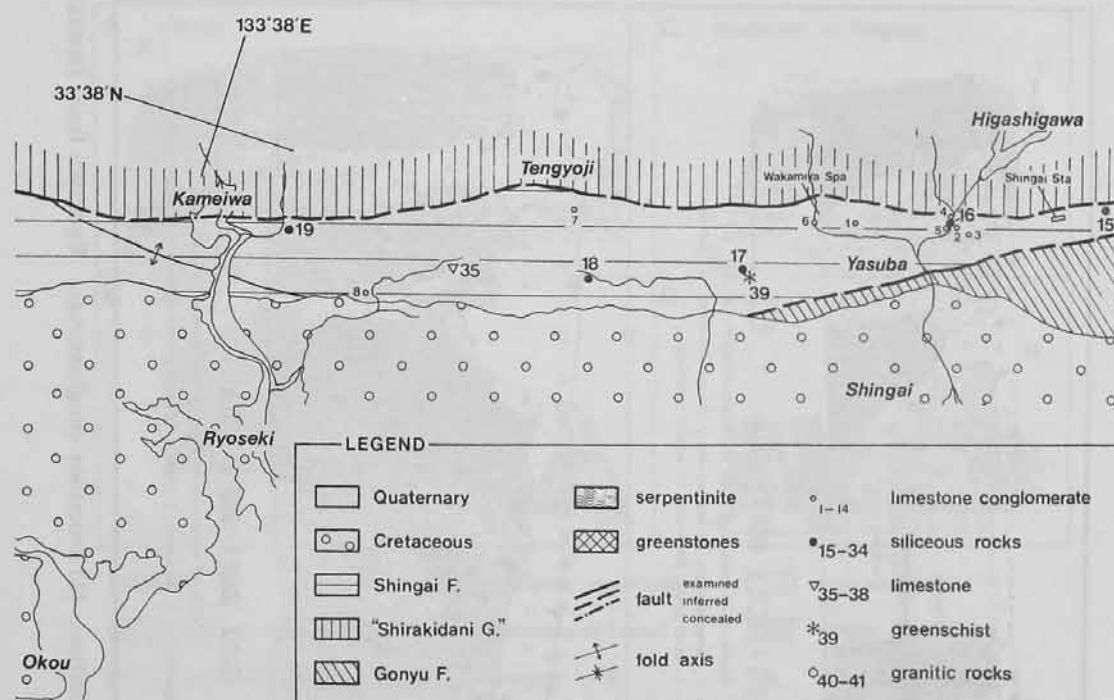 133°38'E
33°38'N
Higashigawa
Tengyoji
Wakamiya Spa
Shingai Sta
Kameiwa
7
4
16
15
19
6
1
5
2
3
17
Yasuba
35
18
39
8
Shingai
Ryoseki
LEGEND
Quaternary
serpentinite
1-14 limestone conglomerate
Cretaceous
greenstones
15-34 siliceous rocks
Shingai F.
fault examined
inferred
concealed
35-38 limestone
"Shirakidani G."
39 greenschist
Gonyu F.
fold axis
40-41 granitic rocks
Okou